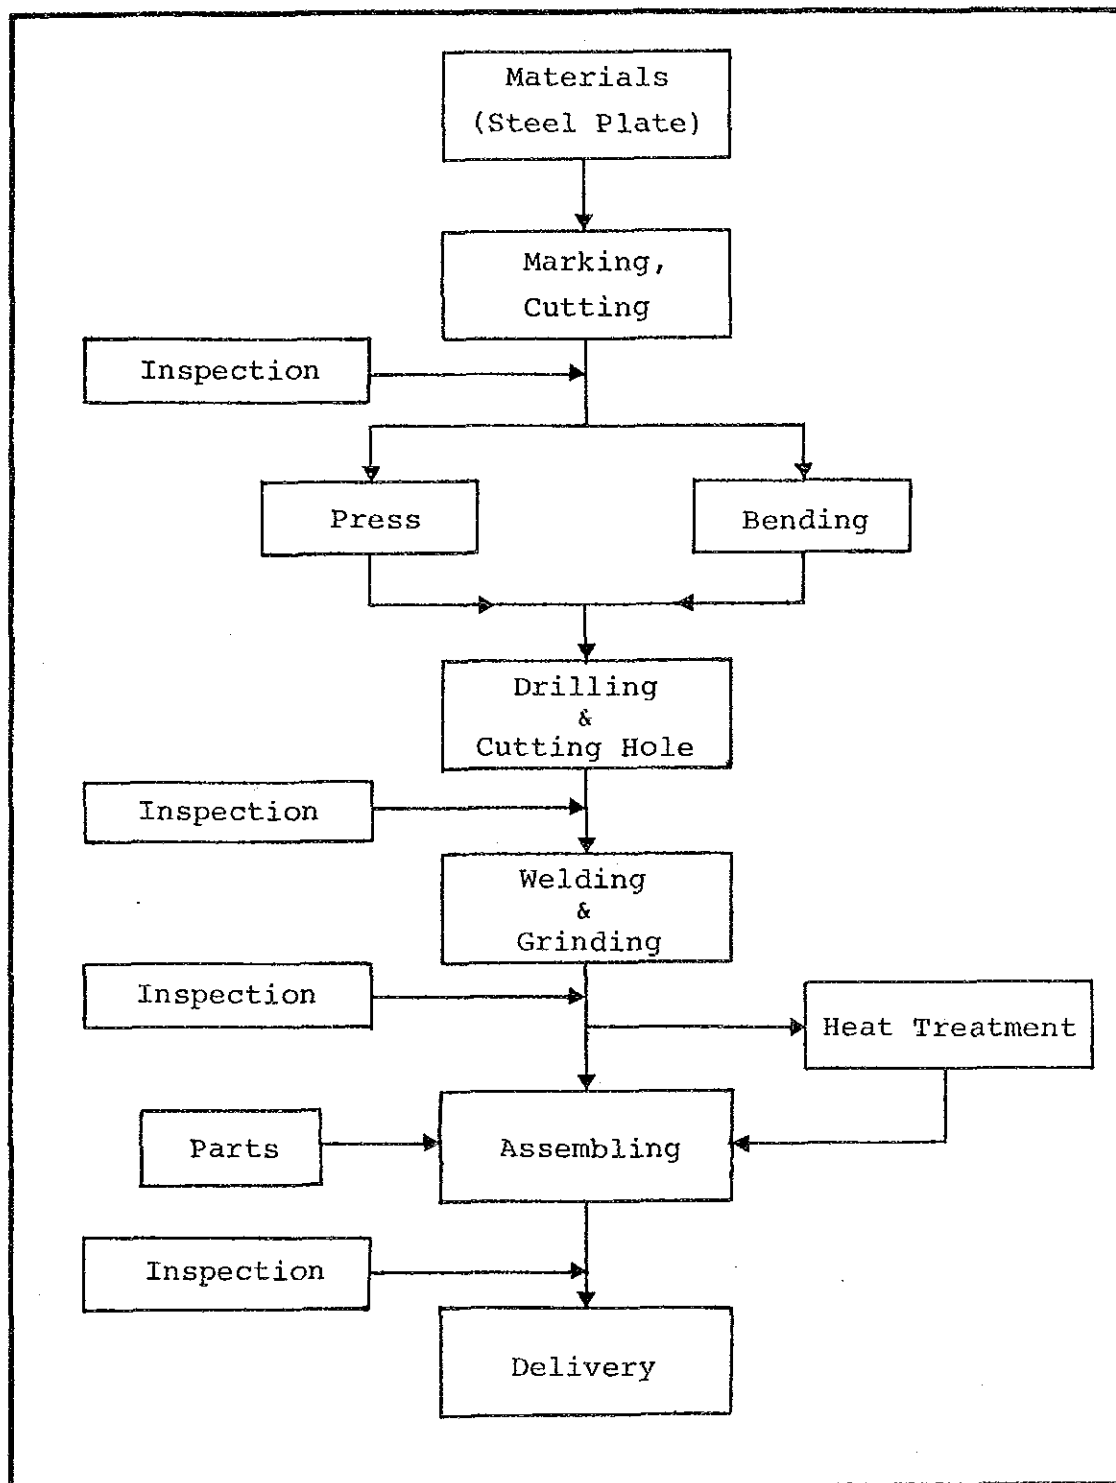 Materials
(Steel Plate)
Marking,
Cutting
Inspection
Press
Bending
Drilling
&
Cutting Hole
Inspection
Welding
&
Grinding
Inspection
Heat Treatment
Parts
Assembling
Inspection
Delivery